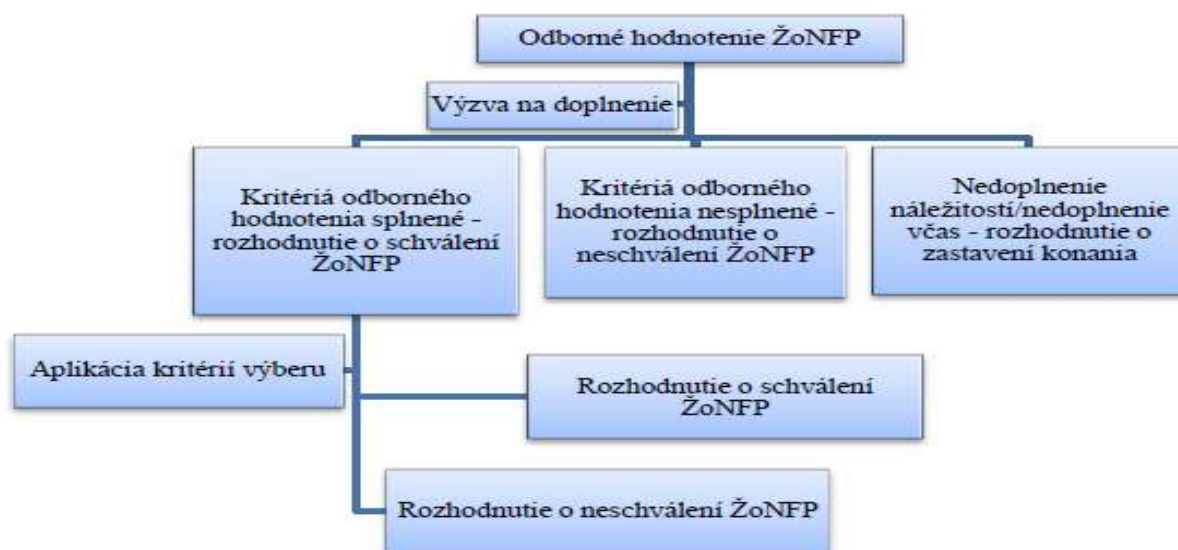 Odborné hodnotenie ŽoNFP
Výzva na doplnenie
Kritériá odborného
hodnotenia splnené -
rozhodnutie o schválení
ŽoNFP
Kritériá odborného
hodnotenia nesplnené -
rozhodnutie o
neschválení ŽoNFP
Nedoplnenie
náležitostí/nedoplnenie
včas - rozhodnutie o
zastavení konania
Aplikácia kritérií výberu
Rozhodnutie o schválení
ŽoNFP
Rozhodnutie o neschválení ŽoNFP